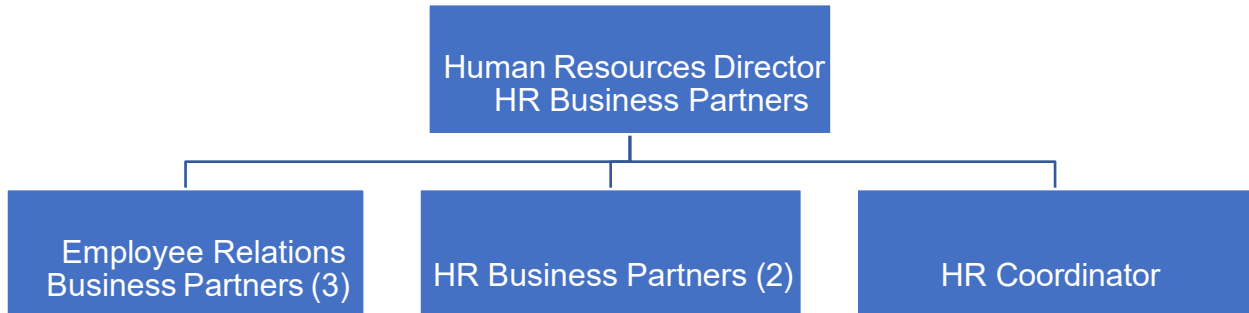 Human Resources Director
HR Business Partners
Employee Relations
Business Partners (3)
HR Business Partners (2)
HR Coordinator